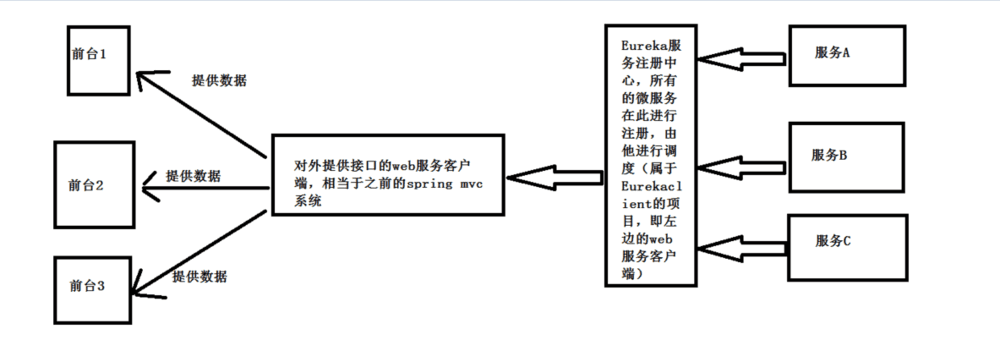 前台1
提供数据
前台2
提供数据
前台3
提供数据
对外提供接口的web服务客户
端，相当于之前的spring mvc
系统
Eureka服
务注册中
心，所有
的微服务
在此进行
注册，由
他进行调
度（属于
Eurekacl
ient的项
目，即左
边的web
服务客户
端）
服务A
服务B
服务C